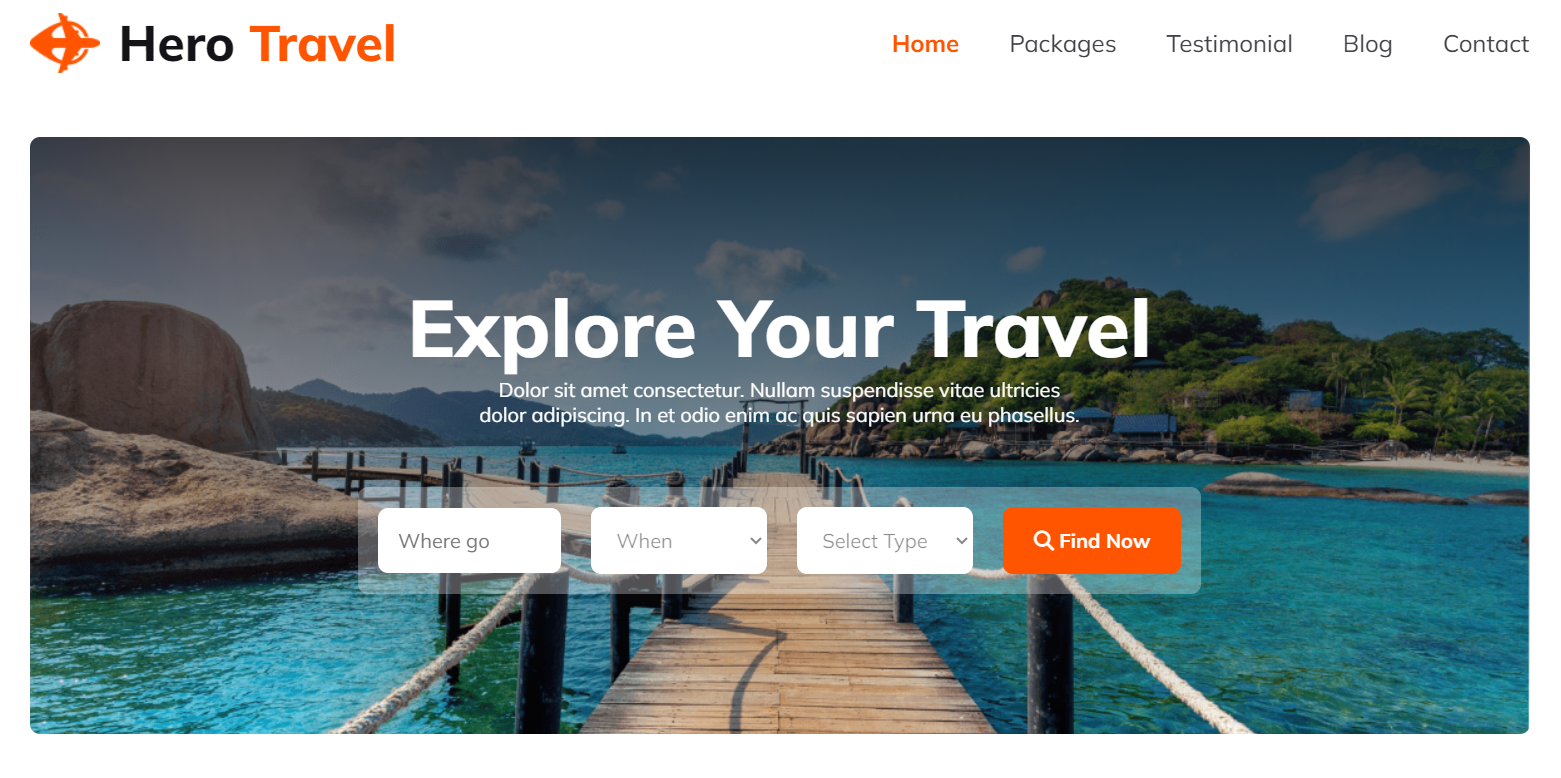 Hero Travel
Home Packages Testimonial Blog Contact
Explore Your Travel
Dolor sit amet consectetur. Nullam suspendisse vitae ultricies
dolor adipiscing. In et odio enim ac quis sapien urna eu phasellus.
Where go When Select Type Find Now